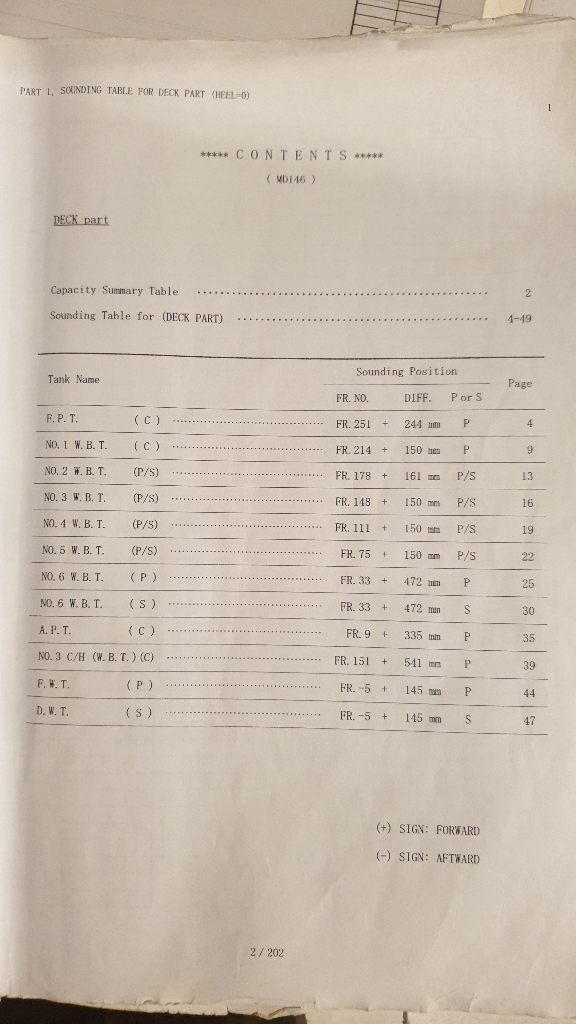 PART 1, SOUNDING TABLE FOR DECK PART (HEEL=0)
1
***** C O N T E N T S *****
( MD146 )
DECK part
Capacity Summary Table ................................................ 2
Sounding Table for (DECK PART) .......................................... 4-49
Tank Name Sounding Position Page
FR. NO. DIFF. P or S
F. P. T. ( C ) .............................. FR. 251 + 244 mm P 4
NO. 1 W. B. T. ( C ) .............................. FR. 214 + 150 mm P 9
NO. 2 W. B. T. (P/S) .............................. FR. 178 + 161 mm P/S 13
NO. 3 W. B. T. (P/S) .............................. FR. 148 + 150 mm P/S 16
NO. 4 W. B. T. (P/S) .............................. FR. 111 + 150 mm P/S 19
NO. 5 W. B. T. (P/S) .............................. FR. 75 + 150 mm P/S 22
NO. 6 W. B. T. ( P ) .............................. FR. 33 + 472 mm P 25
NO. 6 W. B. T. ( S ) .............................. FR. 33 + 472 mm S 30
A. P. T. ( C ) .............................. FR. 9 + 335 mm P 35
NO. 3 C/H (W. B. T. ) (C) .............................. FR. 151 + 541 mm P 39
F. W. T. ( P ) .............................. FR. -5 + 145 mm P 44
D. W. T. ( S ) .............................. FR. -5 + 145 mm S 47
(+) SIGN: FORWARD
(-) SIGN: AFTWARD
2 / 202